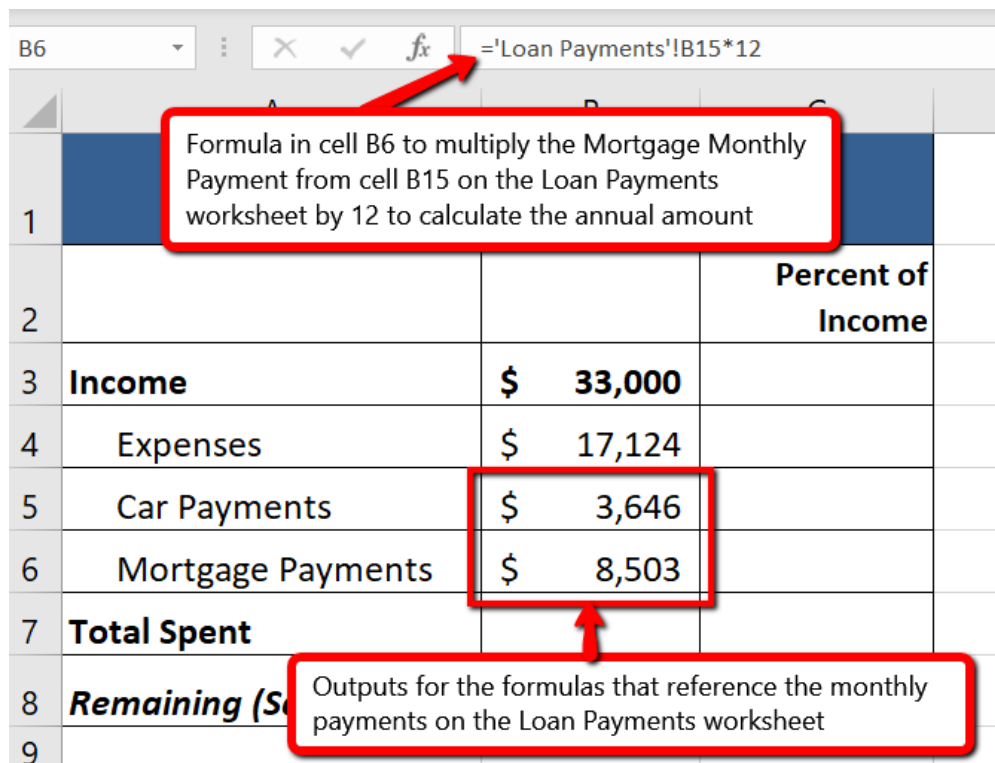 B6 fx ='Loan Payments'!B15*12
Formula in cell B6 to multiply the Mortgage Monthly
Payment from cell B15 on the Loan Payments
worksheet by 12 to calculate the annual amount
1
Percent of
2 Income
3 Income $ 33,000
4 Expenses $ 17,124
5 Car Payments $ 3,646
6 Mortgage Payments $ 8,503
7 Total Spent
8 Remaining
Outputs for the formulas that reference the monthly
payments on the Loan Payments worksheet
9